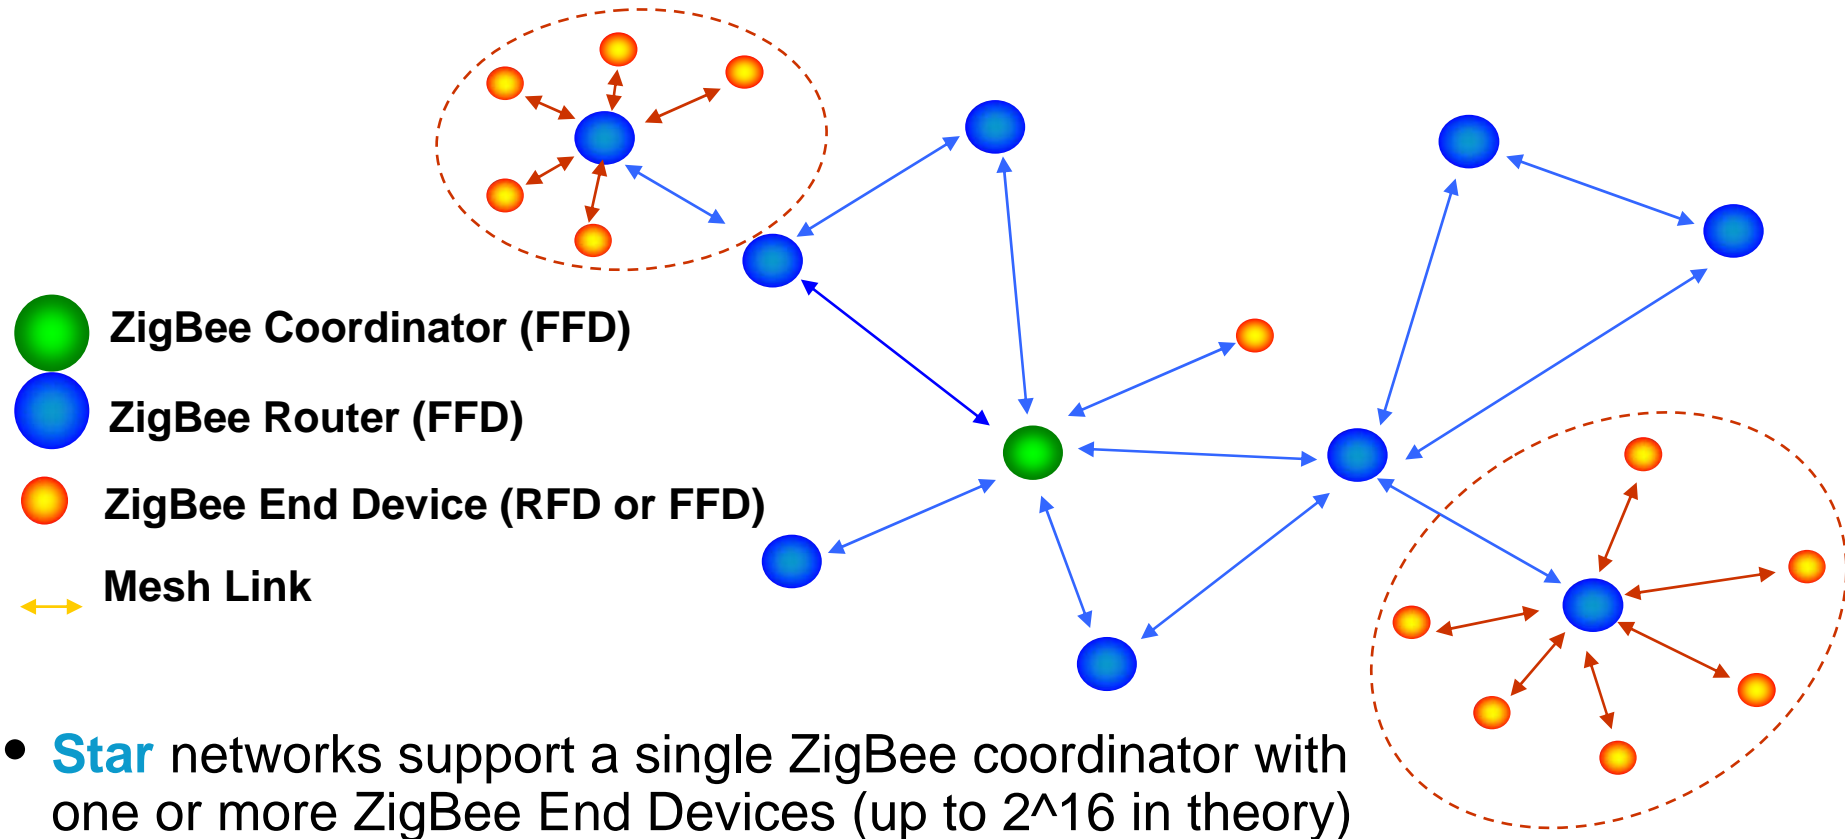 ZigBee Coordinator (FFD)
ZigBee Router (FFD)
ZigBee End Device (RFD or FFD)
Mesh Link
• Star networks support a single ZigBee coordinator with
one or more ZigBee End Devices (up to 2^16 in theory)